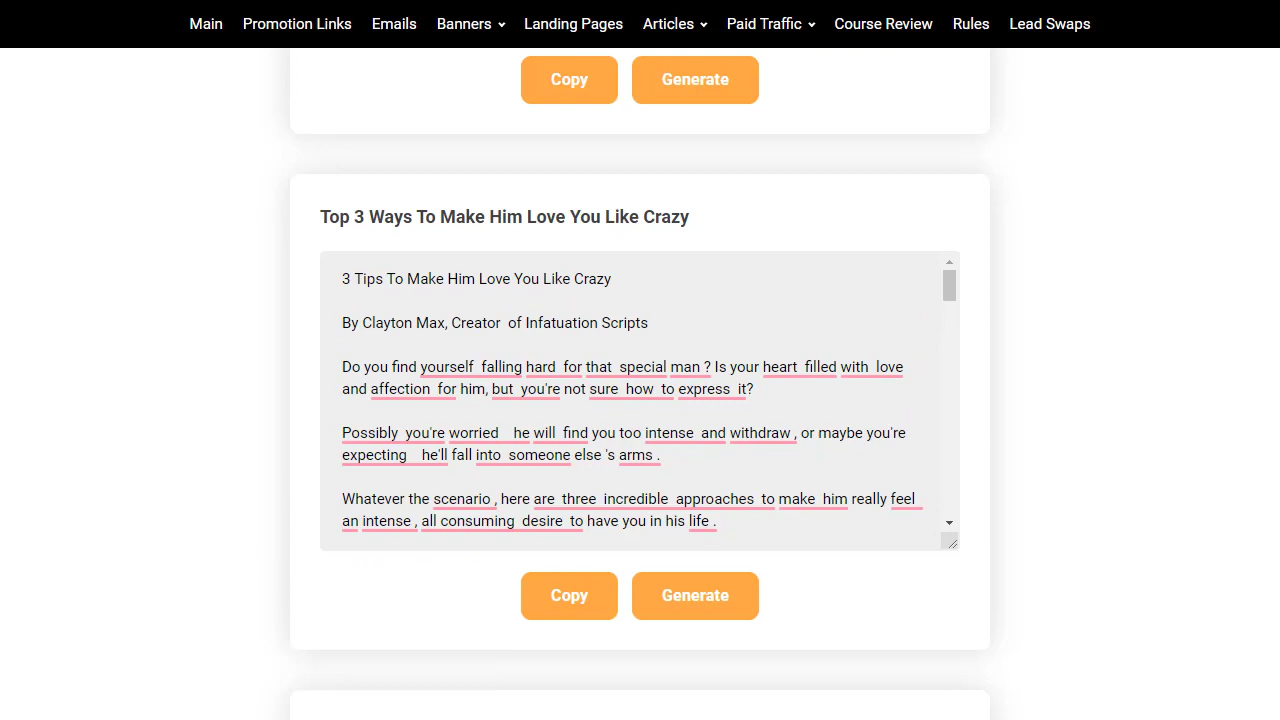 Main Promotion Links Emails Banners Landing Pages Articles Paid Traffic Course Review Rules Lead Swaps
Copy Generate
Top 3 Ways To Make Him Love You Like Crazy
3 Tips To Make Him Love You Like Crazy
By Clayton Max, Creator  of Infatuation Scripts
Do you find yourself  falling hard  for that  special man ? Is your heart  filled with  love
and affection  for him, but  you're not sure  how  to express  it?
Possibly  you're worried   he will  find you too intense  and withdraw , or maybe you're
expecting   he'll fall into  someone else 's arms .
Whatever the scenario , here are  three  incredible  approaches  to make  him really feel
an intense , all consuming  desire  to have you in his life .
Copy Generate